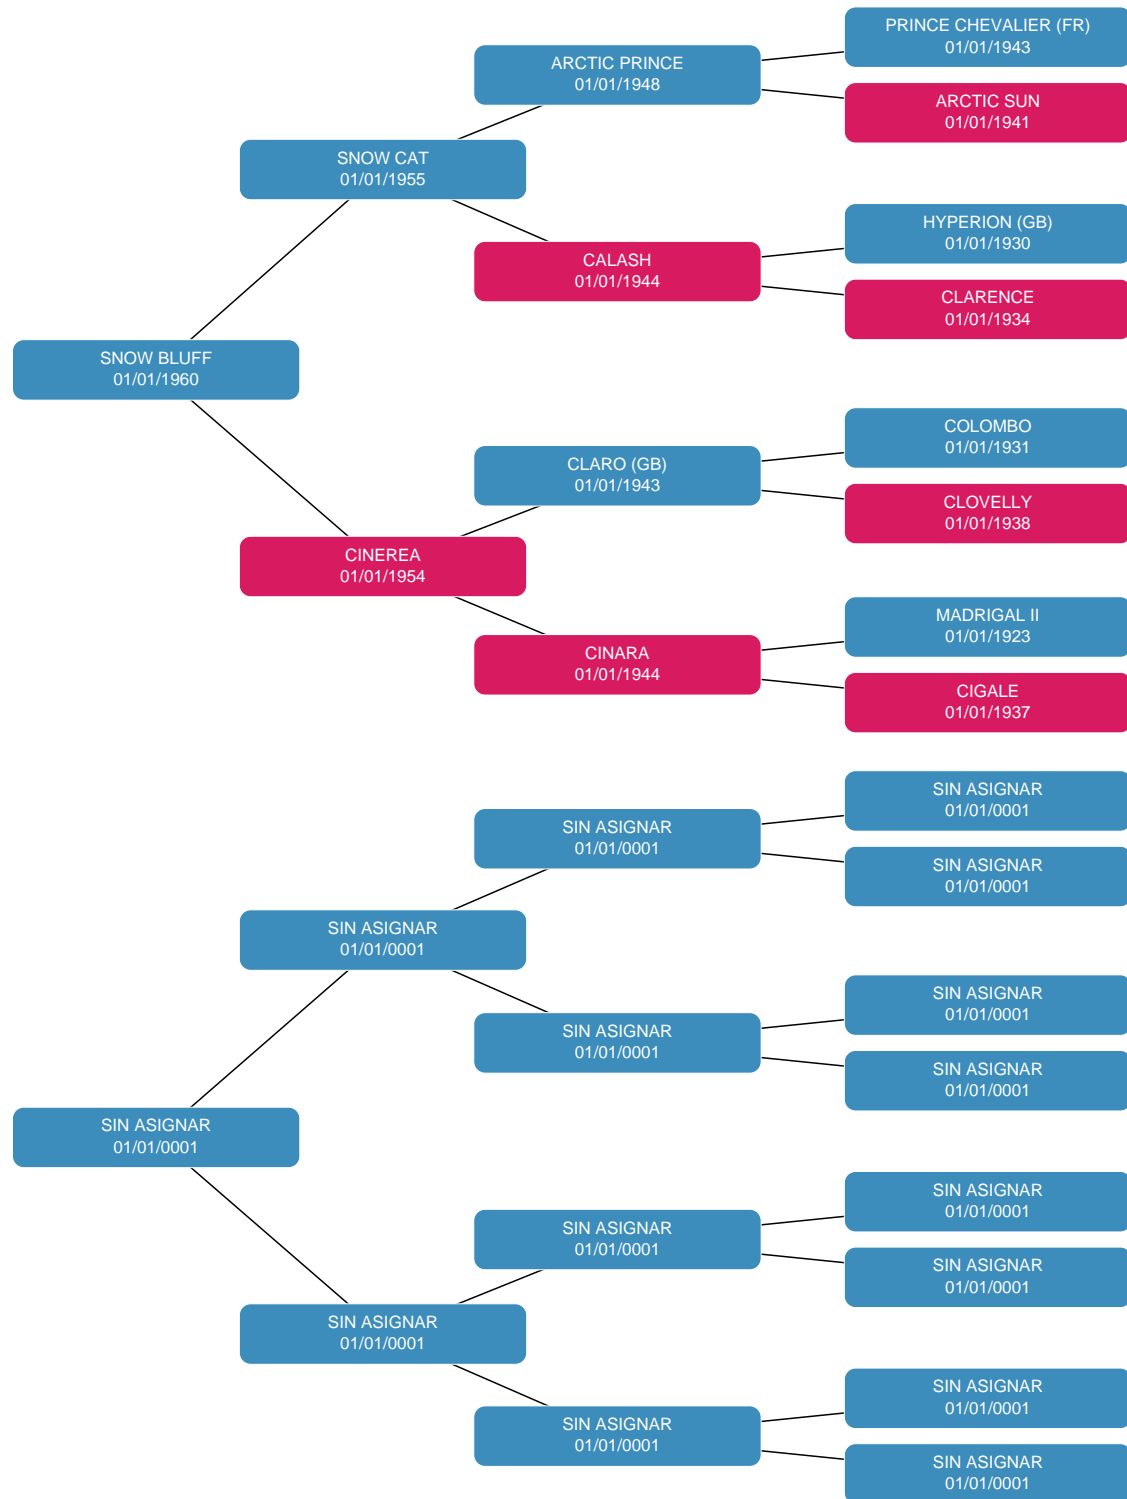 PRINCE CHEVALIER (FR)
01/01/1943
ARCTIC PRINCE
01/01/1948
ARCTIC SUN
01/01/1941
SNOW CAT
01/01/1955
HYPERION (GB)
01/01/1930
CALASH
01/01/1944
CLARENCE
01/01/1934
SNOW BLUFF
01/01/1960
COLOMBO
01/01/1931
CLARO (GB)
01/01/1943
CLOVELLY
01/01/1938
CINEREA
01/01/1954
MADRIGAL II
01/01/1923
CINARA
01/01/1944
CIGALE
01/01/1937
SIN ASIGNAR
01/01/0001
SIN ASIGNAR
01/01/0001
SIN ASIGNAR
01/01/0001
SIN ASIGNAR
01/01/0001
SIN ASIGNAR
01/01/0001
SIN ASIGNAR
01/01/0001
SIN ASIGNAR
01/01/0001
SIN ASIGNAR
01/01/0001
SIN ASIGNAR
01/01/0001
SIN ASIGNAR
01/01/0001
SIN ASIGNAR
01/01/0001
SIN ASIGNAR
01/01/0001
SIN ASIGNAR
01/01/0001
SIN ASIGNAR
01/01/0001
SIN ASIGNAR
01/01/0001